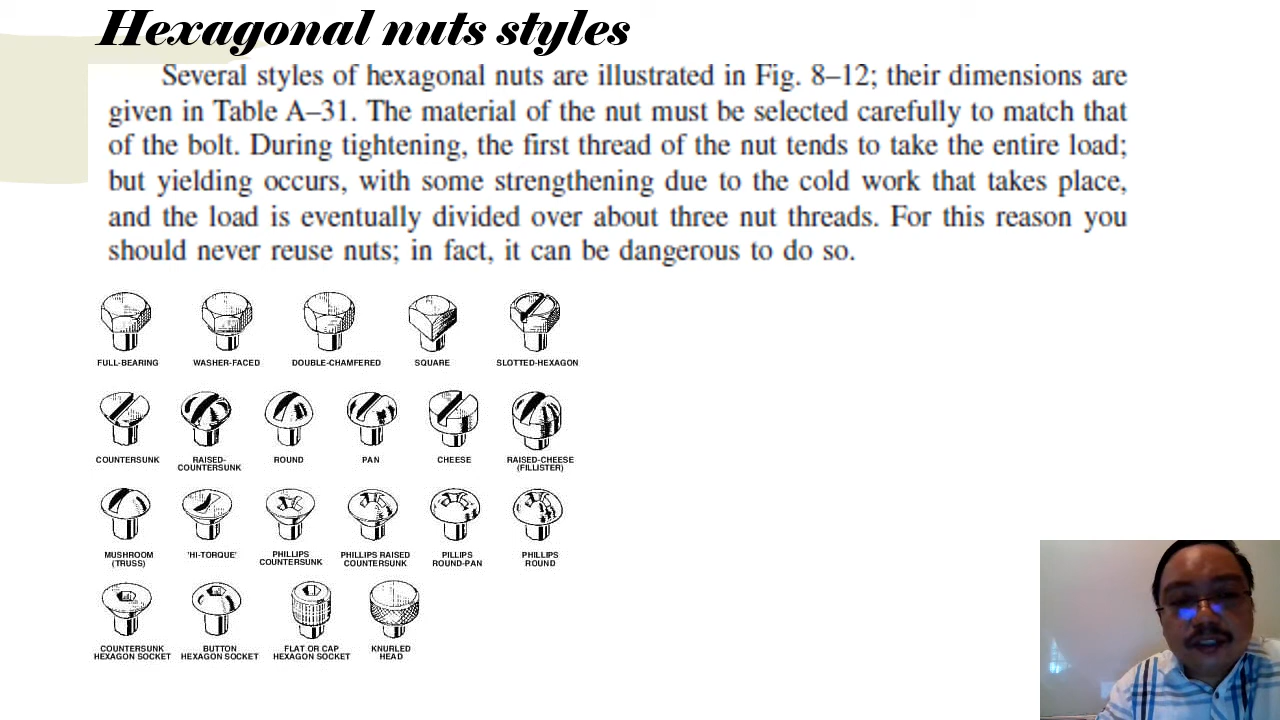 Hexagonal nuts styles
Several styles of hexagonal nuts are illustrated in Fig. 8–12; their dimensions are
given in Table A–31. The material of the nut must be selected carefully to match that
of the bolt. During tightening, the first thread of the nut tends to take the entire load;
but yielding occurs, with some strengthening due to the cold work that takes place,
and the load is eventually divided over about three nut threads. For this reason you
should never reuse nuts; in fact, it can be dangerous to do so.
FULL-BEARING WASHER-FACED DOUBLE-CHAMFERED SQUARE SLOTTED-HEXAGON
COUNTERSUNK RAISED- ROUND PAN CHEESE RAISED-CHEESE
COUNTERSUNK (FILLISTER)
MUSHROOM 'HI-TORQUE' PHILLIPS PHILLIPS RAISED PILLIPS PHILLIPS
(TRUSS) COUNTERSUNK COUNTERSUNK ROUND-PAN ROUND
COUNTERSUNK BUTTON FLAT OR CAP KNURLED
HEXAGON SOCKET HEXAGON SOCKET HEXAGON SOCKET HEAD